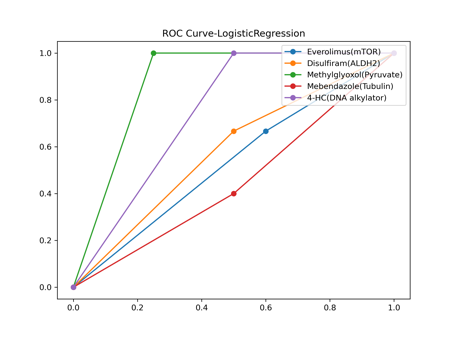 ROC Curve-LogisticRegression
Everolimus(mTOR)
Disulfiram(ALDH2)
Methylglyoxol(Pyruvate)
Mebendazole(Tubulin)
4-HC(DNA alkylator)
1.0
0.8
0.6
0.4
0.2
0.0
0.0 0.2 0.4 0.6 0.8 1.0